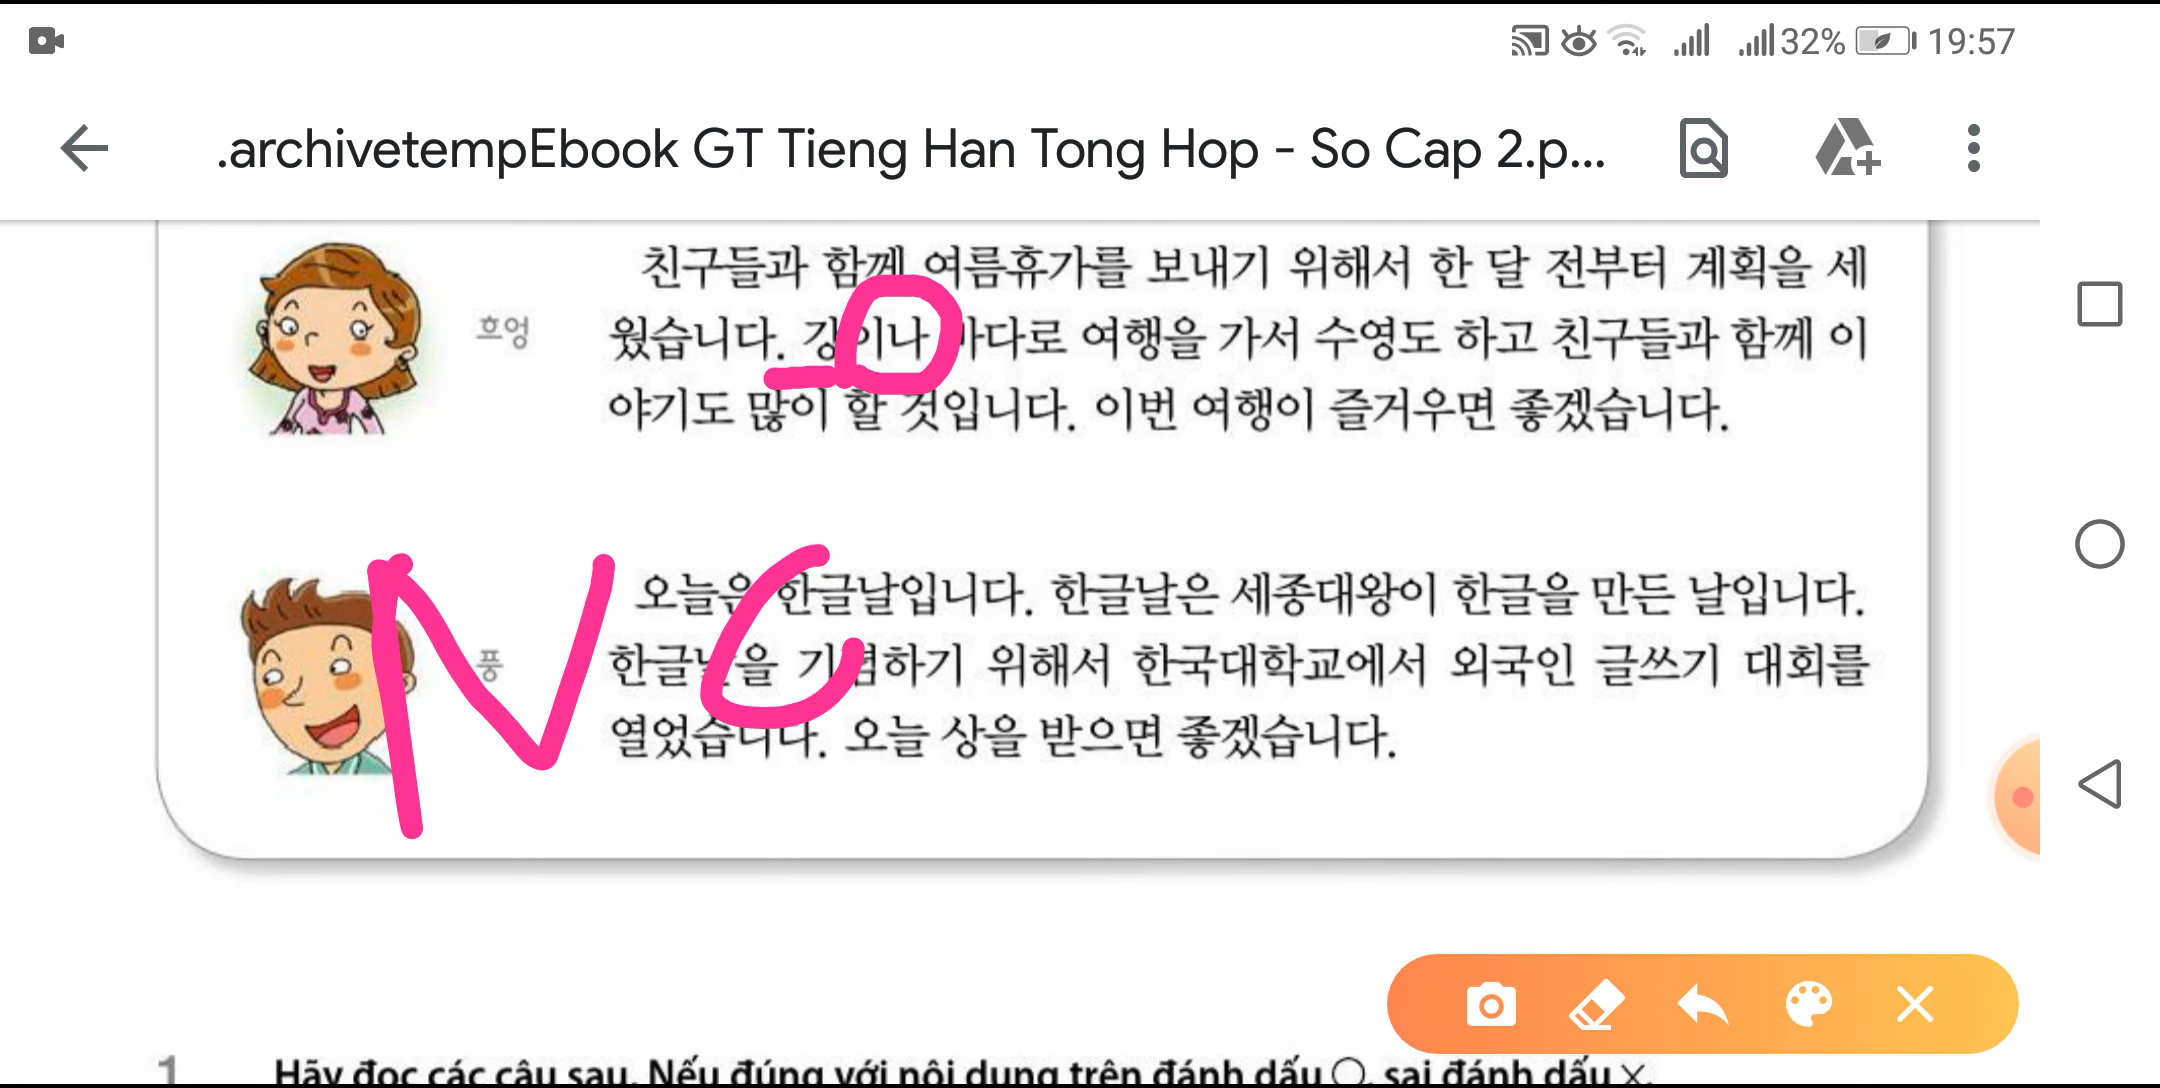 32% 19:57
.archivetempEbook GT Tieng Han Tong Hop - So Cap 2.p...
친구들과 함께 여름휴가를 보내기 위해서 한 달 전부터 계획을 세
흐엉
웠습니다. 강이나 바다로 여행을 가서 수영도 하고 친구들과 함께 이
야기도 많이 할 것입니다. 이번 여행이 즐거우면 좋겠습니다.
N C
오늘은 한글날입니다. 한글날은 세종대왕이 한글을 만든 날입니다.
풍
한글날을 기념하기 위해서 한국대학교에서 외국인 글쓰기 대회를
열었습니다. 오늘 상을 받으면 좋겠습니다.
1 Hãy đọc các câu sau. Nếu đúng với nội dung trên đánh dấu ○, sai đánh dấu ×.